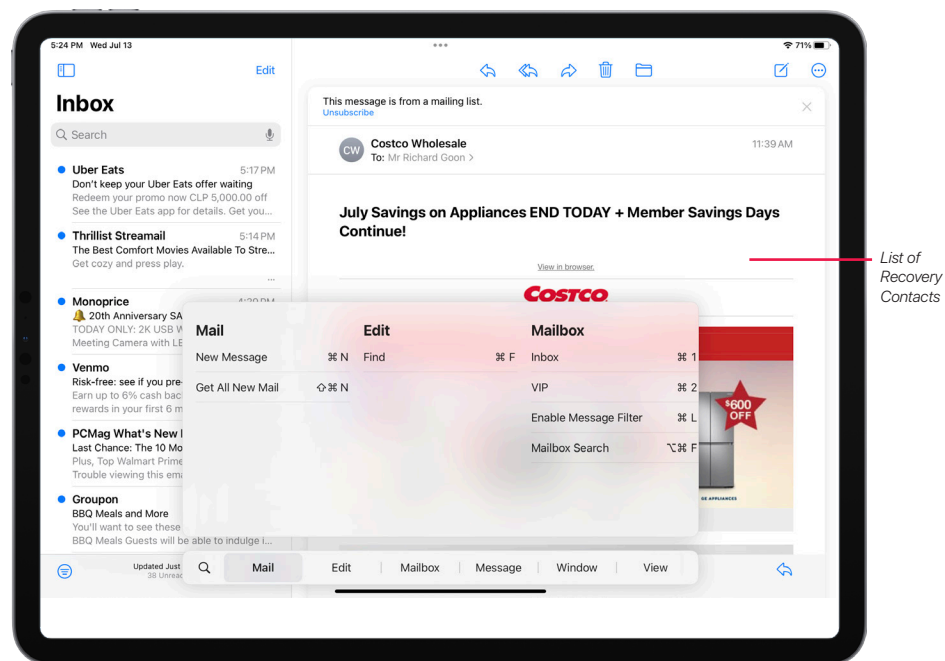 5:24 PM Wed Jul 13
71%
Edit
Inbox
Search
Uber Eats 5:17 PM
Don't keep your Uber Eats offer waiting
Redeem your promo now CLP 5,000.00 off
See the Uber Eats app for details. Get you...
Thrillist Streamail 5:14 PM
The Best Comfort Movies Available To Stre...
Get cozy and press play.
...
Monoprice 4:39 PM
🔔 20th Anniversary SA
TODAY ONLY: 2K USB W
Meeting Camera with LE
Venmo
Risk-free: see if you pre
Earn up to 6% cash bac
rewards in your first 6 m
PCMag What's New
Last Chance: The 10 Mo
Plus, Top Walmart Prime
Trouble viewing this ema
Groupon
BBQ Meals and More
You'll want to see these
BBQ Meals Guests will be able to indulge i...
Updated Just
38 Unread
This message is from a mailing list.
Unsubscribe
CW
Costco Wholesale 11:39 AM
To: Mr Richard Goon >
July Savings on Appliances END TODAY + Member Savings Days
Continue!
View in browser.
COSTCO
$600
OFF
GE APPLIANCES
Mail
New Message ⌘ N
Get All New Mail ⇧⌘ N
Edit
Find ⌘ F
Mailbox
Inbox ⌘ 1
VIP ⌘ 2
Enable Message Filter ⌘ L
Mailbox Search ⌥⌘ F
Mail Edit Mailbox Message Window View
List of
Recovery
Contacts